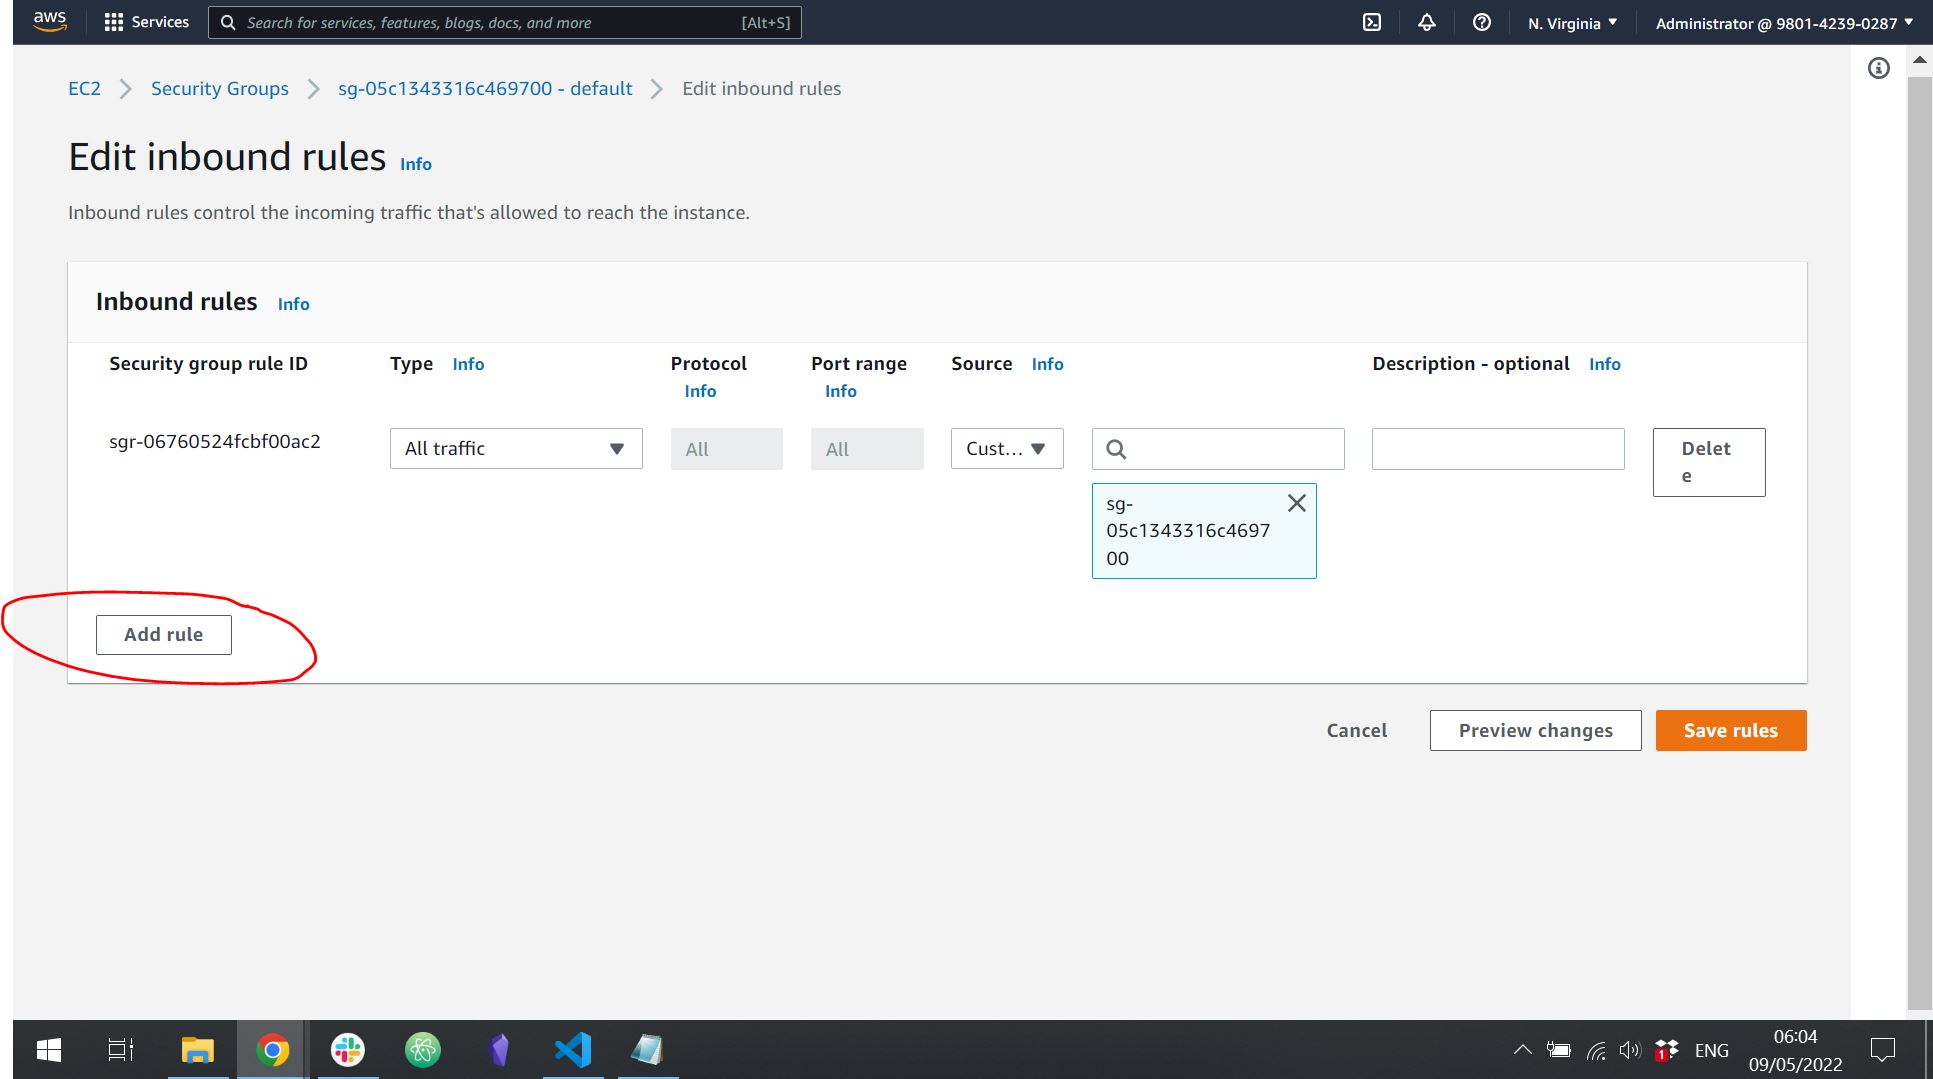 aws Services Search for services, features, blogs, docs, and more [Alt+S] N. Virginia Administrator @ 9801-4239-0287
EC2 Security Groups sg-05c1343316c469700 - default Edit inbound rules
Edit inbound rules Info
Inbound rules control the incoming traffic that's allowed to reach the instance.
Inbound rules Info
Security group rule ID Type Info Protocol Port range Source Info Description - optional Info
Info Info
sgr-06760524fcbf00ac2 All traffic All All Cust... Delet
e
sg-
05c1343316c4697
00
Add rule
Cancel Preview changes Save rules
1 ENG 06:04
09/05/2022